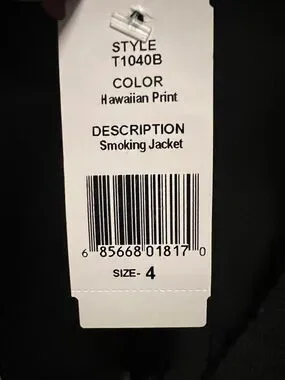 STYLE
T1040B
COLOR
Hawaiian Print
DESCRIPTION
Smoking Jacket
6 85668 01817 0
SIZE- 4